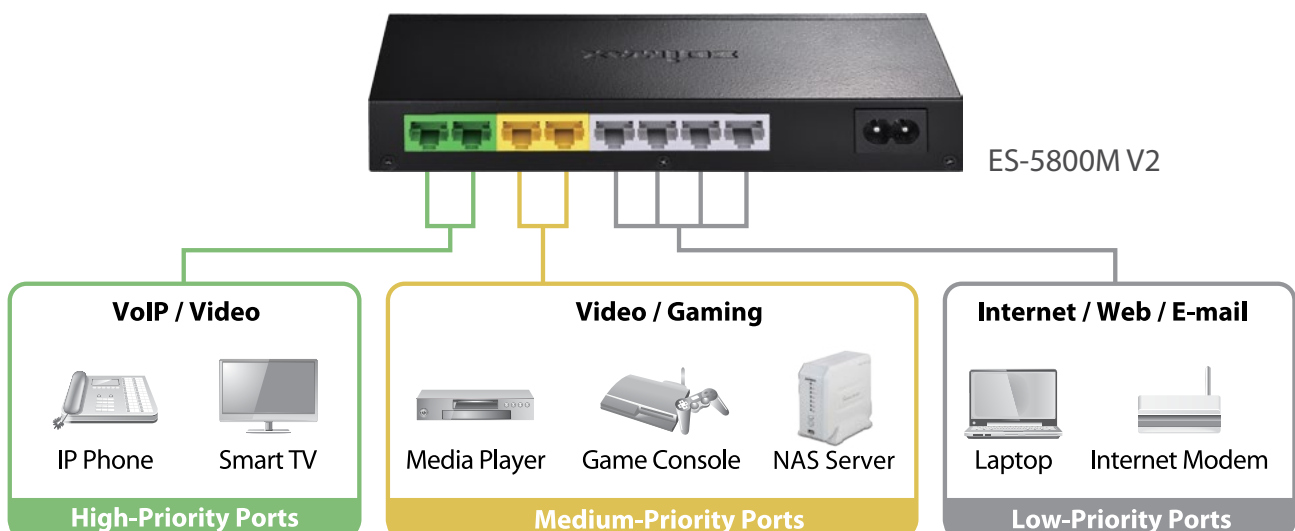 EDIMAX
ES-5800M V2
VoIP / Video
IP Phone
Smart TV
High-Priority Ports
Video / Gaming
Media Player
Game Console
NAS Server
Medium-Priority Ports
Internet / Web / E-mail
Laptop
Internet Modem
Low-Priority Ports